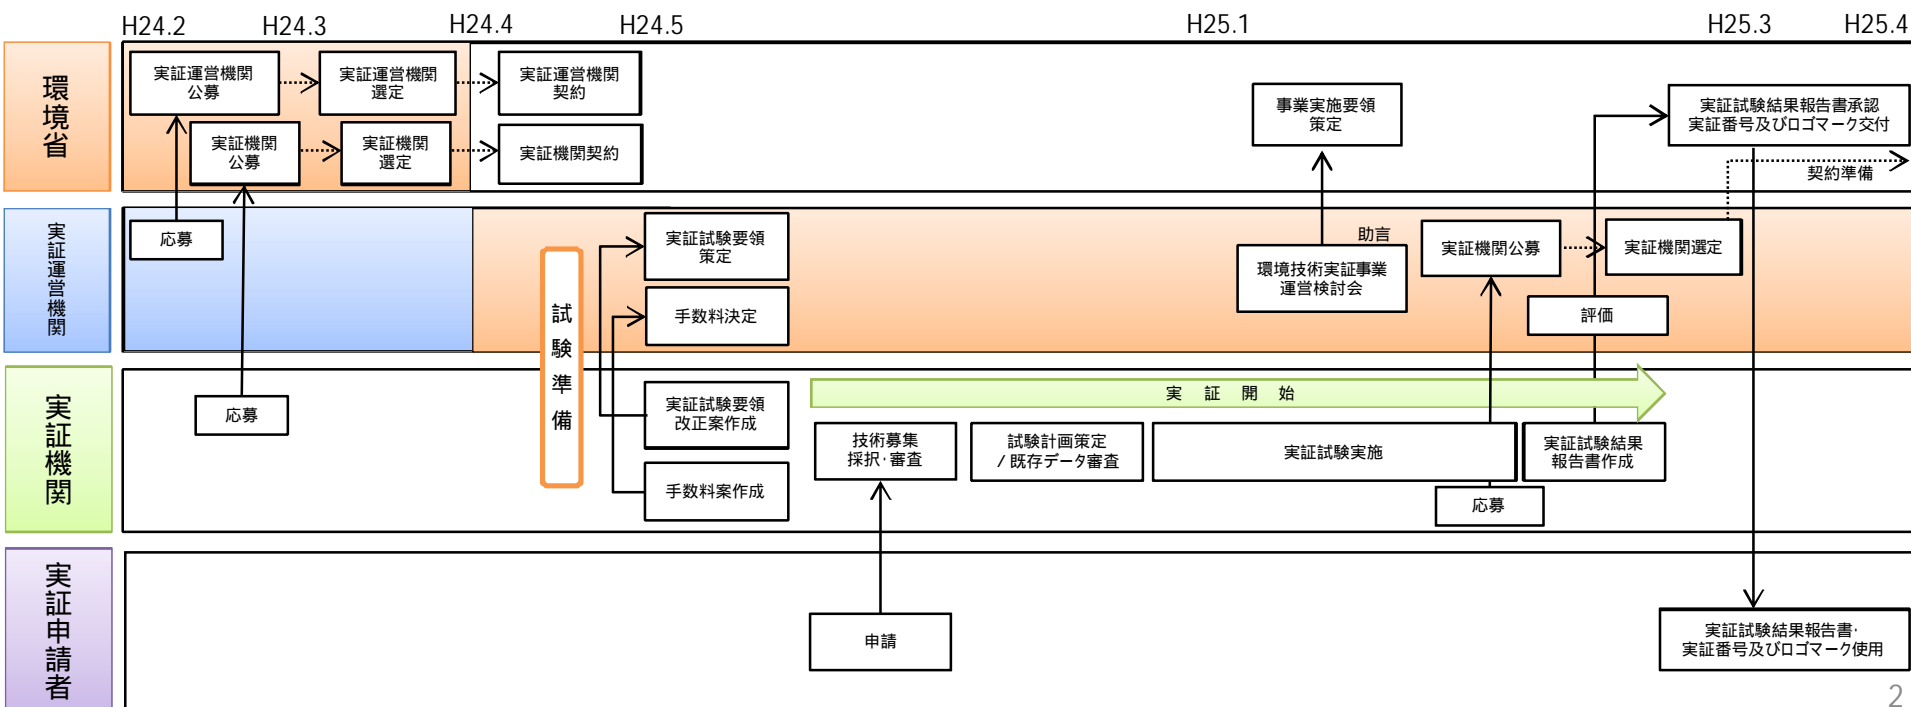 H24.2
H24.3
H24.4
H24.5
H25.1
H25.3
H25.4
環境省
実証運営機関
公募
実証運営機関
選定
実証運営機関
契約
実証機関
公募
実証機関
選定
実証機関契約
事業実施要領
策定
実証試験結果報告書承認
実証番号及びロゴマーク交付
契約準備
実証運営機関
応募
試験準備
実証試験要領
策定
手数料決定
助言
環境技術実証事業
運営検討会
実証機関公募
実証機関選定
評価
実証機関
応募
実証試験要領
改正案作成
手数料案作成
実証開始
技術募集
採択・審査
試験計画策定
/ 既存データ審査
実証試験実施
実証試験結果
報告書作成
応募
実証申請者
申請
実証試験結果報告書・
実証番号及びロゴマーク使用
2